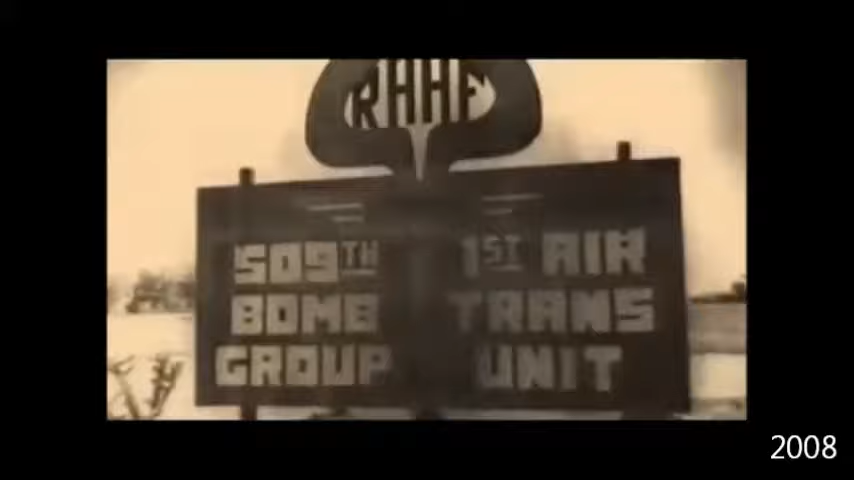 RAAF
509TH
BOMB
GROUP
1ST AIR
TRANS
UNIT
2008